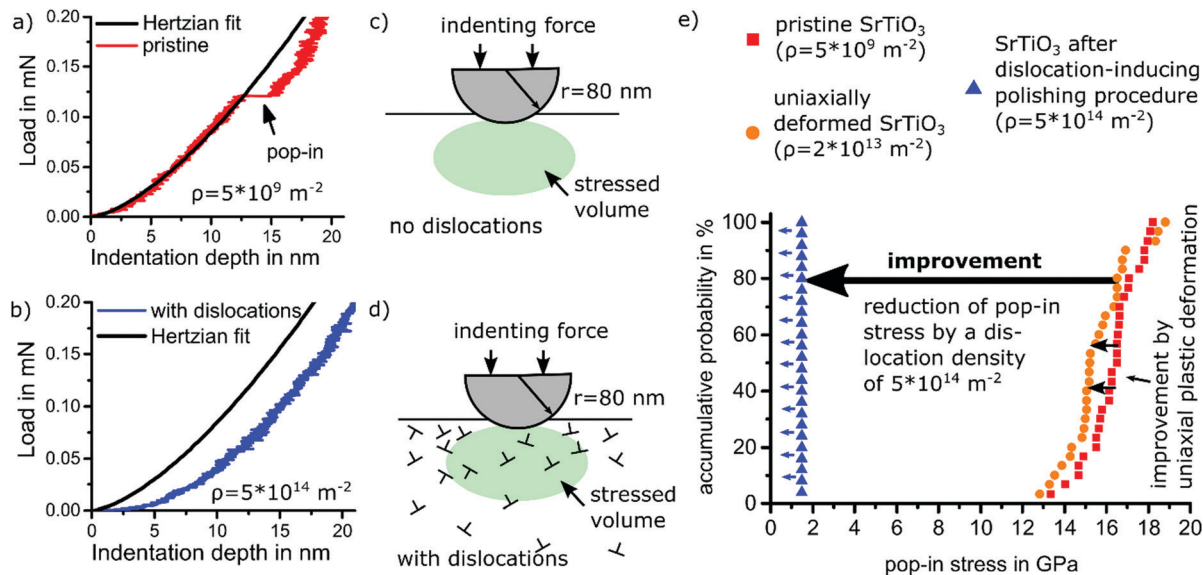 a)
Hertzian fit
pristine
pop-in
ρ=5*10⁹ m⁻²
Load in mN
0.20
0.15
0.10
0.05
0.00
0 5 10 15 20
Indentation depth in nm
b)
with dislocations
Hertzian fit
ρ=5*10¹⁴ m⁻²
Load in mN
0.20
0.15
0.10
0.05
0.00
0 5 10 15 20
Indentation depth in nm
c)
indenting force
r=80 nm
stressed
volume
no dislocations
d)
indenting force
r=80 nm
stressed
volume
with dislocations
e)
pristine SrTiO₃
(ρ=5*10⁹ m⁻²)
uniaxially
deformed SrTiO₃
(ρ=2*10¹³ m⁻²)
SrTiO₃ after
dislocation-inducing
polishing procedure
(ρ=5*10¹⁴ m⁻²)
accumulative probability in %
100
80
60
40
20
0
improvement
reduction of pop-in
stress by a dis-
location density
of 5*10¹⁴ m⁻²
improvement by
uniaxial plastic deformation
0 2 4 6 8 10 12 14 16 18 20
pop-in stress in GPa